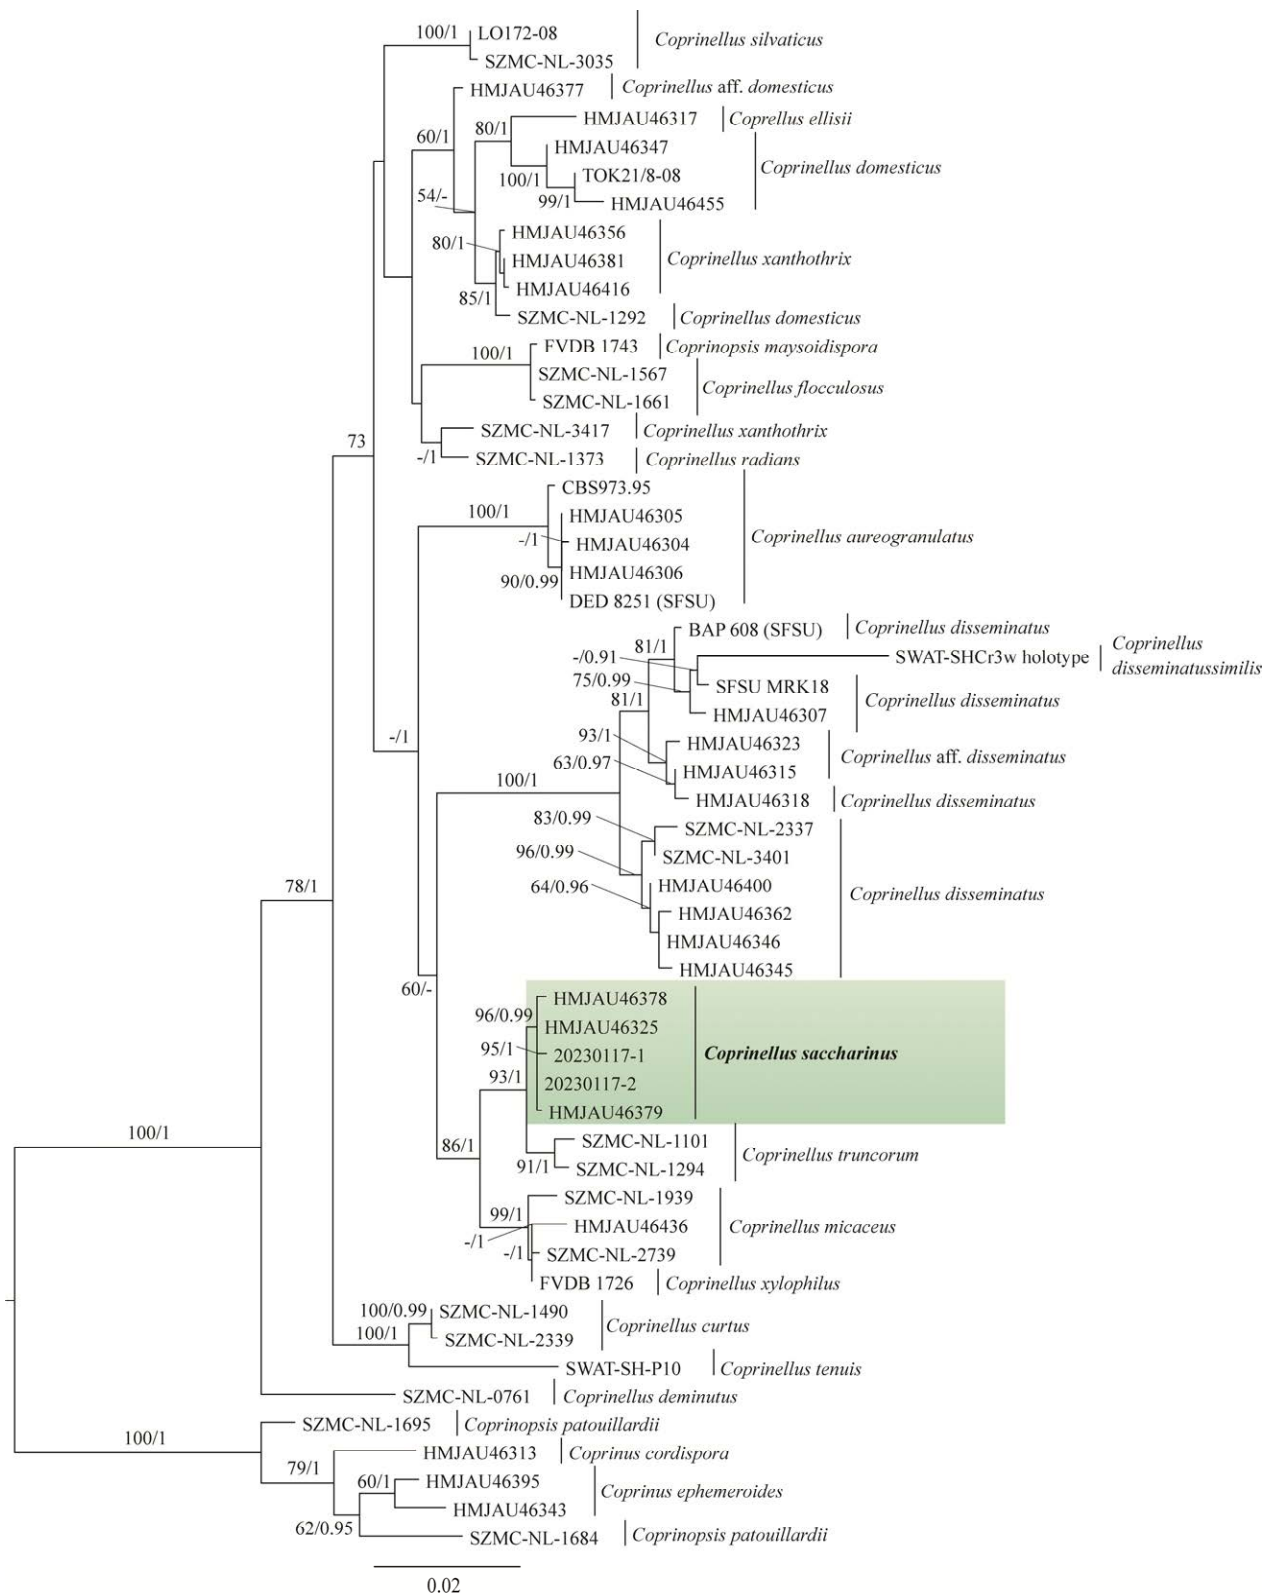 100/1
LO172-08
SZMC-NL-3035
Coprinellus silvaticus
HMJAU46377
Coprinellus aff. domesticus
60/1
80/1
HMJAU46317
Coprellus ellisii
HMJAU46347
100/1
TOK21/8-08
99/1
HMJAU46455
Coprinellus domesticus
54/-
HMJAU46356
80/1
HMJAU46381
HMJAU46416
Coprinellus xanthothrix
85/1
SZMC-NL-1292
Coprinellus domesticus
100/1
FVDB 1743
Coprinopsis maysoidispora
SZMC-NL-1567
SZMC-NL-1661
Coprinellus flocculosus
73
SZMC-NL-3417
Coprinellus xanthothrix
-/1
SZMC-NL-1373
Coprinellus radians
100/1
CBS973.95
HMJAU46305
-/1
HMJAU46304
HMJAU46306
90/0.99
DED 8251 (SFSU)
Coprinellus aureogranulatus
81/1
BAP 608 (SFSU)
Coprinellus disseminatus
-/0.91
SWAT-SHCr3w holotype
Coprinellus
disseminatussimilis
75/0.99
SFSU MRK18
HMJAU46307
Coprinellus disseminatus
81/1
-/1
93/1
HMJAU46323
63/0.97
HMJAU46315
Coprinellus aff. disseminatus
100/1
HMJAU46318
Coprinellus disseminatus
83/0.99
SZMC-NL-2337
96/0.99
SZMC-NL-3401
64/0.96
HMJAU46400
HMJAU46362
HMJAU46346
HMJAU46345
Coprinellus disseminatus
78/1
60/-
96/0.99
HMJAU46378
HMJAU46325
95/1
20230117-1
20230117-2
HMJAU46379
Coprinellus saccharinus
93/1
86/1
SZMC-NL-1101
91/1
SZMC-NL-1294
Coprinellus truncorum
100/1
99/1
SZMC-NL-1939
-/1
HMJAU46436
-/1
SZMC-NL-2739
Coprinellus micaceus
FVDB 1726
Coprinellus xylophilus
100/0.99
SZMC-NL-1490
100/1
SZMC-NL-2339
Coprinellus curtus
SWAT-SH-P10
Coprinellus tenuis
SZMC-NL-0761
Coprinellus deminutus
100/1
SZMC-NL-1695
Coprinopsis patouillardii
79/1
HMJAU46313
Coprinus cordispora
60/1
HMJAU46395
HMJAU46343
Coprinus ephemeroides
62/0.95
SZMC-NL-1684
Coprinopsis patouillardii
0.02